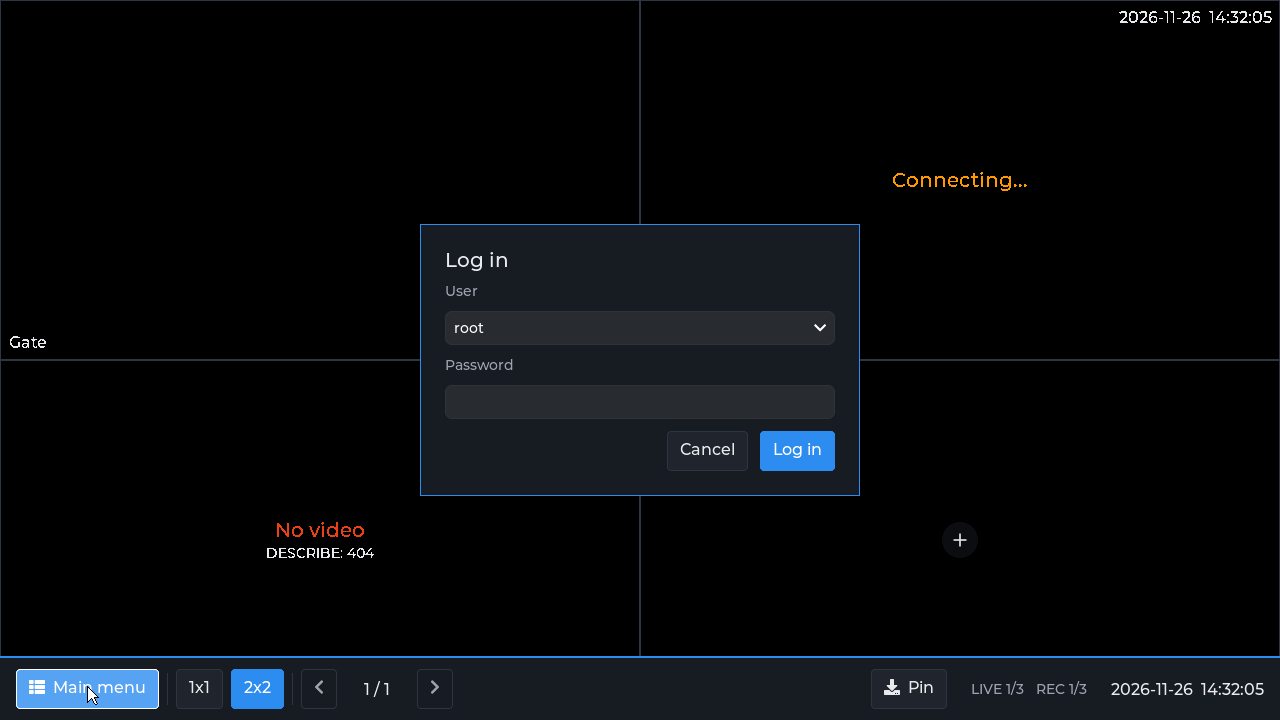 2026-11-26 14:32:05
Connecting...
Gate
Log in
User
root
Password
Cancel Log in
No video
DESCRIBE: 404
Main menu 1x1 2x2 1 / 1 Pin LIVE 1/3 REC 1/3 2026-11-26 14:32:05